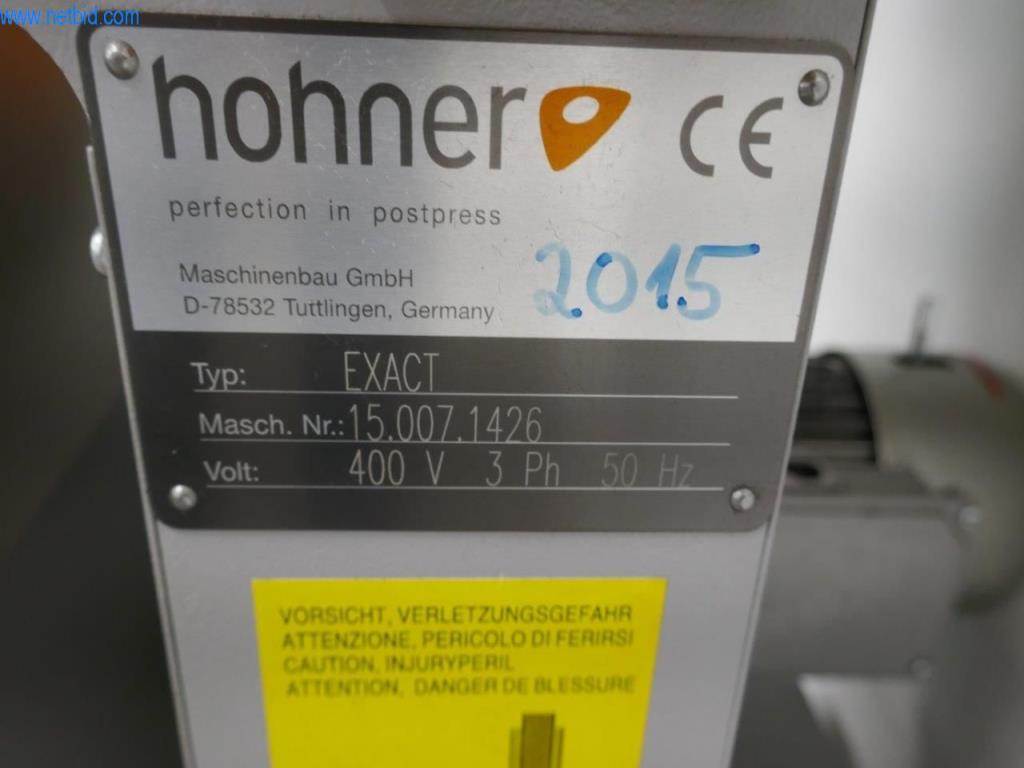 www.netbid.com
hohner CE
perfection in postpress
Maschinenbau GmbH
D-78532 Tuttlingen, Germany
2015
Typ: EXACT
Masch. Nr.: 15.007.1426
Volt: 400 V 3 Ph 50 Hz
VORSICHT, VERLETZUNGSGEFAHR
ATTENZIONE, PERICOLO DI FERIRSI
CAUTION, INJURYPERIL
ATTENTION, DANGER DE BLESSURE